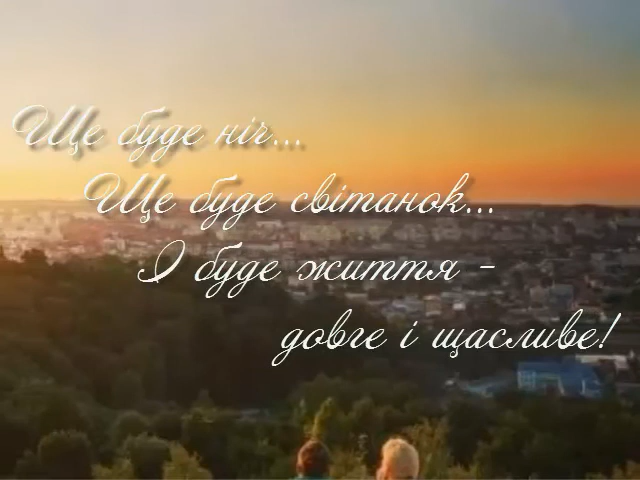 Ще буде ніч...
Ще буде світанок...
І буде життя -
довге і щасливе!